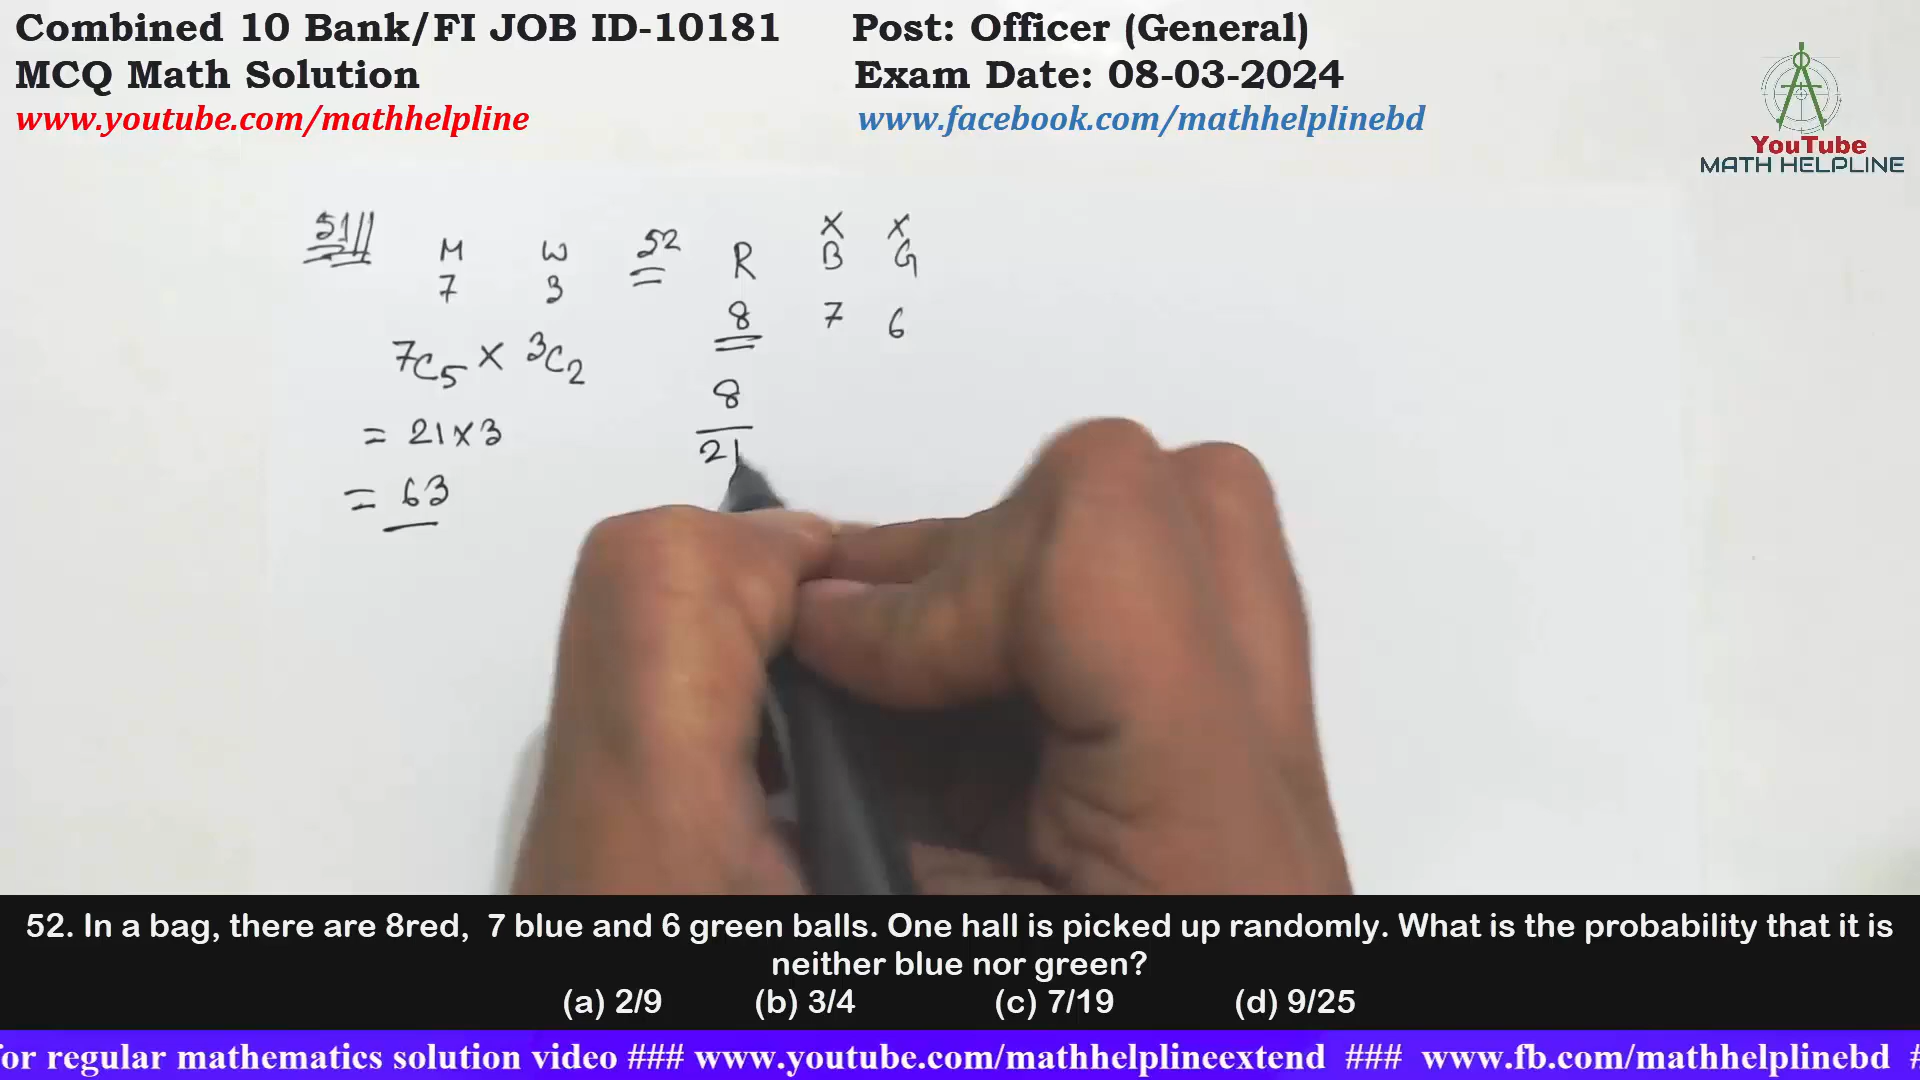 Combined 10 Bank/FI JOB ID-10181
MCQ Math Solution
www.youtube.com/mathhelpline
Post: Officer (General)
Exam Date: 08-03-2024
www.facebook.com/mathhelplinebd
YouTube
MATH HELPLINE
51
M W
7 3
7C5 × 3C2
= 21×3
= 63
52
X X
R B G
8 7 6
8
21
52. In a bag, there are 8red, 7 blue and 6 green balls. One hall is picked up randomly. What is the probability that it is
neither blue nor green?
(a) 2/9 (b) 3/4 (c) 7/19 (d) 9/25
or regular mathematics solution video ### www.youtube.com/mathhelplineextend ### www.fb.com/mathhelplinebd #